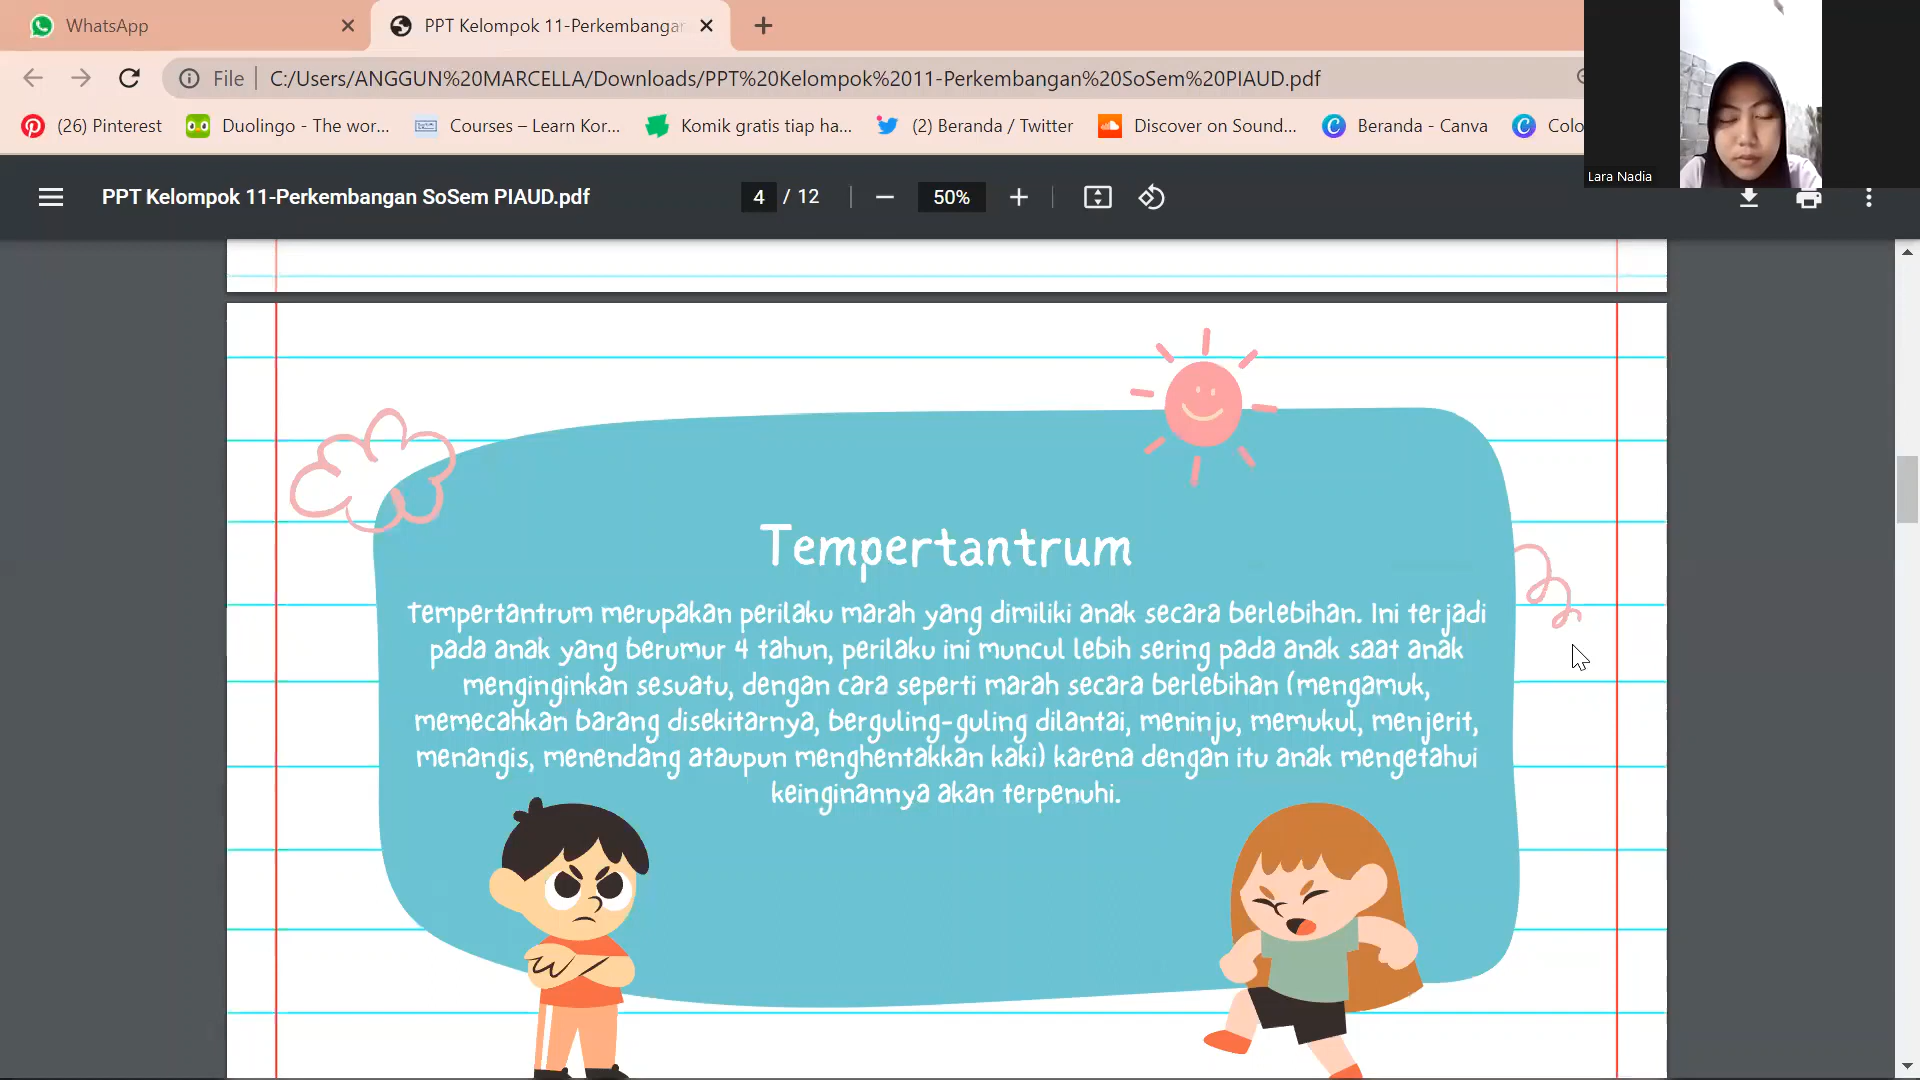 WhatsApp
PPT Kelompok 11-Perkembangan
File
C:/Users/ANGGUN%20MARCELLA/Downloads/PPT%20Kelompok%2011-Perkembangan%20SoSem%20PIAUD.pdf
(26) Pinterest
Duolingo - The wor...
Courses – Learn Kor...
Komik gratis tiap ha...
(2) Beranda / Twitter
Discover on Sound...
Beranda - Canva
Colo
Lara Nadia
PPT Kelompok 11-Perkembangan SoSem PIAUD.pdf
4 / 12
50%
Tempertantrum
Tempertantrum merupakan perilaku marah yang dimiliki anak secara berlebihan. Ini terjadi
pada anak yang berumur 4 tahun, perilaku ini muncul lebih sering pada anak saat anak
menginginkan sesuatu, dengan cara seperti marah secara berlebihan (mengamuk,
memecahkan barang disekitarnya, berguling-guling dilantai, meninju, memukul, menjerit,
menangis, menendang ataupun menghentakkan kaki) karena dengan itu anak mengetahui
keinginannya akan terpenuhi.